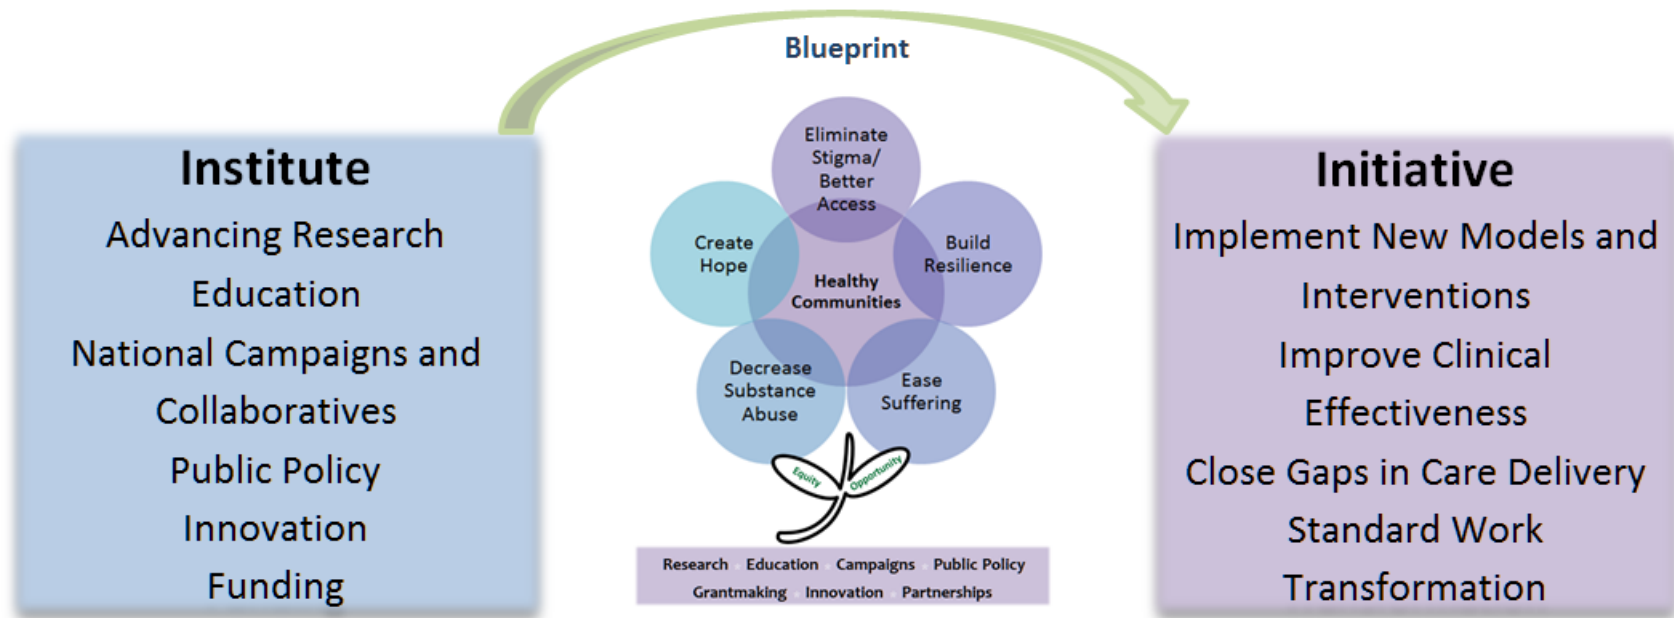 Blueprint
Institute
Advancing Research
Education
National Campaigns and
Collaboratives
Public Policy
Innovation
Funding
Eliminate
Stigma/
Better
Access
Create
Hope
Build
Resilience
Healthy
Communities
Decrease
Substance
Abuse
Ease
Suffering
Equity
Opportunity
Research Education Campaigns Public Policy
Grantmaking Innovation Partnerships
Initiative
Implement New Models and
Interventions
Improve Clinical
Effectiveness
Close Gaps in Care Delivery
Standard Work
Transformation